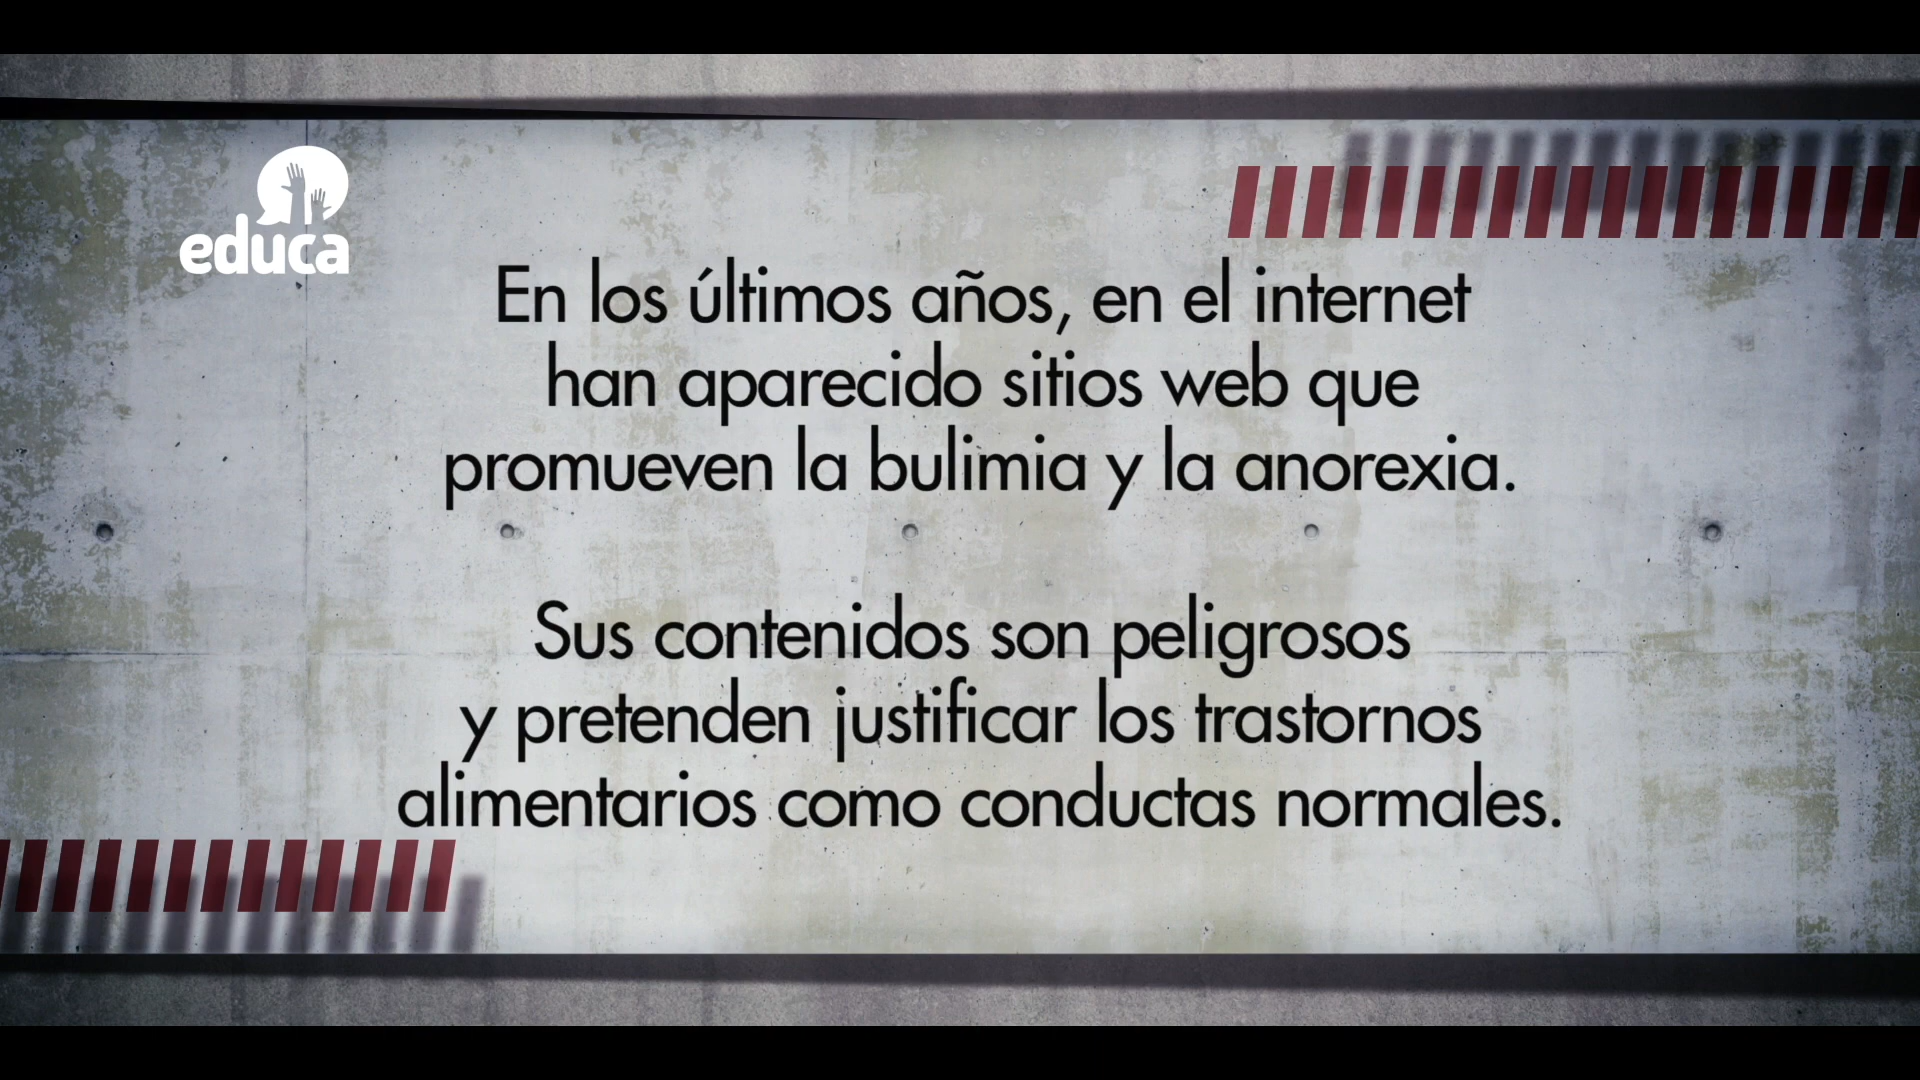 educa
En los últimos años, en el internet
han aparecido sitios web que
promueven la bulimia y la anorexia.
Sus contenidos son peligrosos
y pretenden justificar los trastornos
alimentarios como conductas normales.